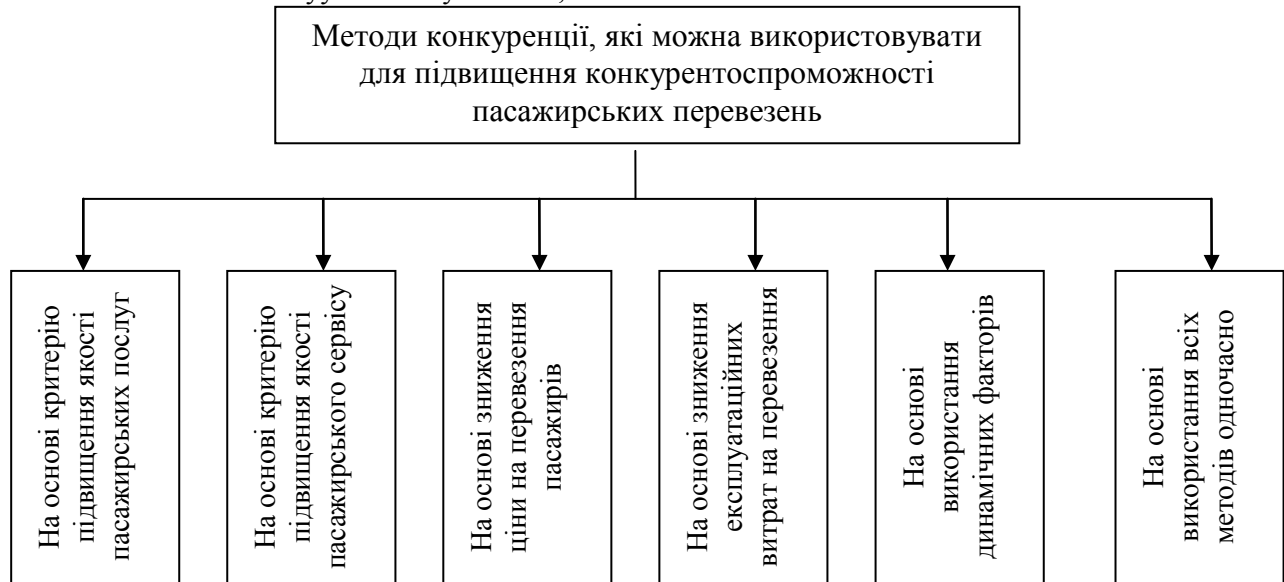 Методи конкуренції, які можна використовувати
для підвищення конкурентоспроможності
пасажирських перевезень
На основі критерію
підвищення якості
пасажирських послуг
На основі критерію
підвищення якості
пасажирського сервісу
На основі зниження
ціни на перевезення
пасажирів
На основі зниження
експлуатаційних
витрат на перевезення
На основі
використання
динамічних факторів
На основі
використання всіх
методів одночасно